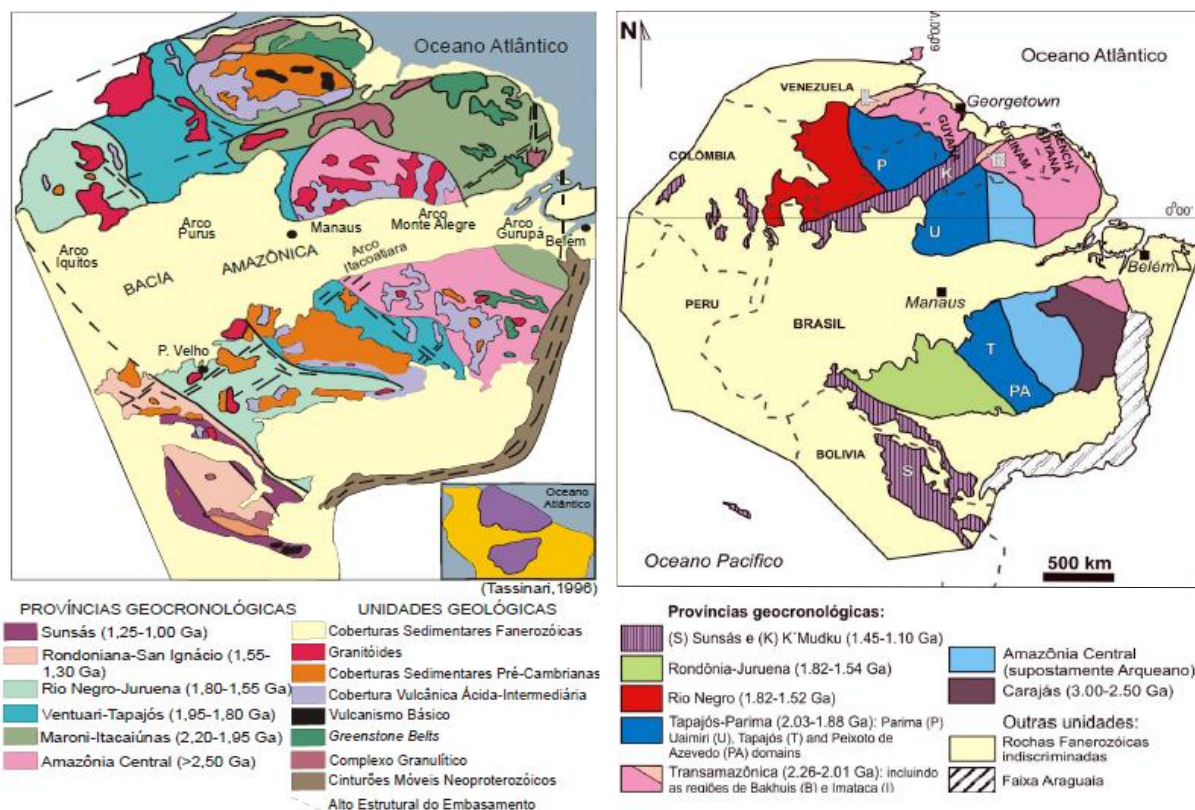 Oceano Atlântico
Arco
Purus
Manaus
Arco
Monte Alegre
Arco
Gurupá
Belém
Arco
Iquitos
Arco
Itacoatiara
BACIA
AMAZÔNICA
P. Velho
Oceano
Atlântico
(Tassinari,1996)
PROVÍNCIAS GEOCRONOLÓGICAS
Sunsás (1,25-1,00 Ga)
Rondoniana-San Ignácio (1,55-
1,30 Ga)
Rio Negro-Juruena (1,80-1,55 Ga)
Ventuari-Tapajós (1,95-1,80 Ga)
Maroni-Itacaiúnas (2,20-1,95 Ga)
Amazônia Central (>2,50 Ga)
UNIDADES GEOLÓGICAS
Coberturas Sedimentares Fanerozóicas
Granitóides
Coberturas Sedimentares Pré-Cambrianas
Cobertura Vulcânica Ácida-Intermediária
Vulcanismo Básico
Greenstone Belts
Complexo Granulítico
Cinturões Móveis Neoproterozóicos
Alto Estrutural do Embasamento
N
Oceano Atlântico
VENEZUELA
I
Georgetown
GUYANA
SURINAM
FRENCH
GUYANA
COLÔMBIA
P
K
B
0°00'
U
Belém
PERU
Manaus
BRASIL
T
PA
BOLIVIA
S
Oceano Pacífico
500 km
Províncias geocronológicas:
(S) Sunsás e (K) K´Mudku (1.45-1.10 Ga)
Rondônia-Juruena (1.82-1.54 Ga)
Rio Negro (1.82-1.52 Ga)
Tapajós-Parima (2.03-1.88 Ga): Parima (P)
Uaimiri (U), Tapajós (T) and Peixoto de
Azevedo (PA) domains
Transamazônica (2.26-2.01 Ga): incluindo
as regiões de Bakhuis (B) e Imataca (I)
Amazônia Central
(supostamente Arqueano)
Carajás (3.00-2.50 Ga)
Outras unidades:
Rochas Fanerozóicas
indiscriminadas
Faixa Araguaia